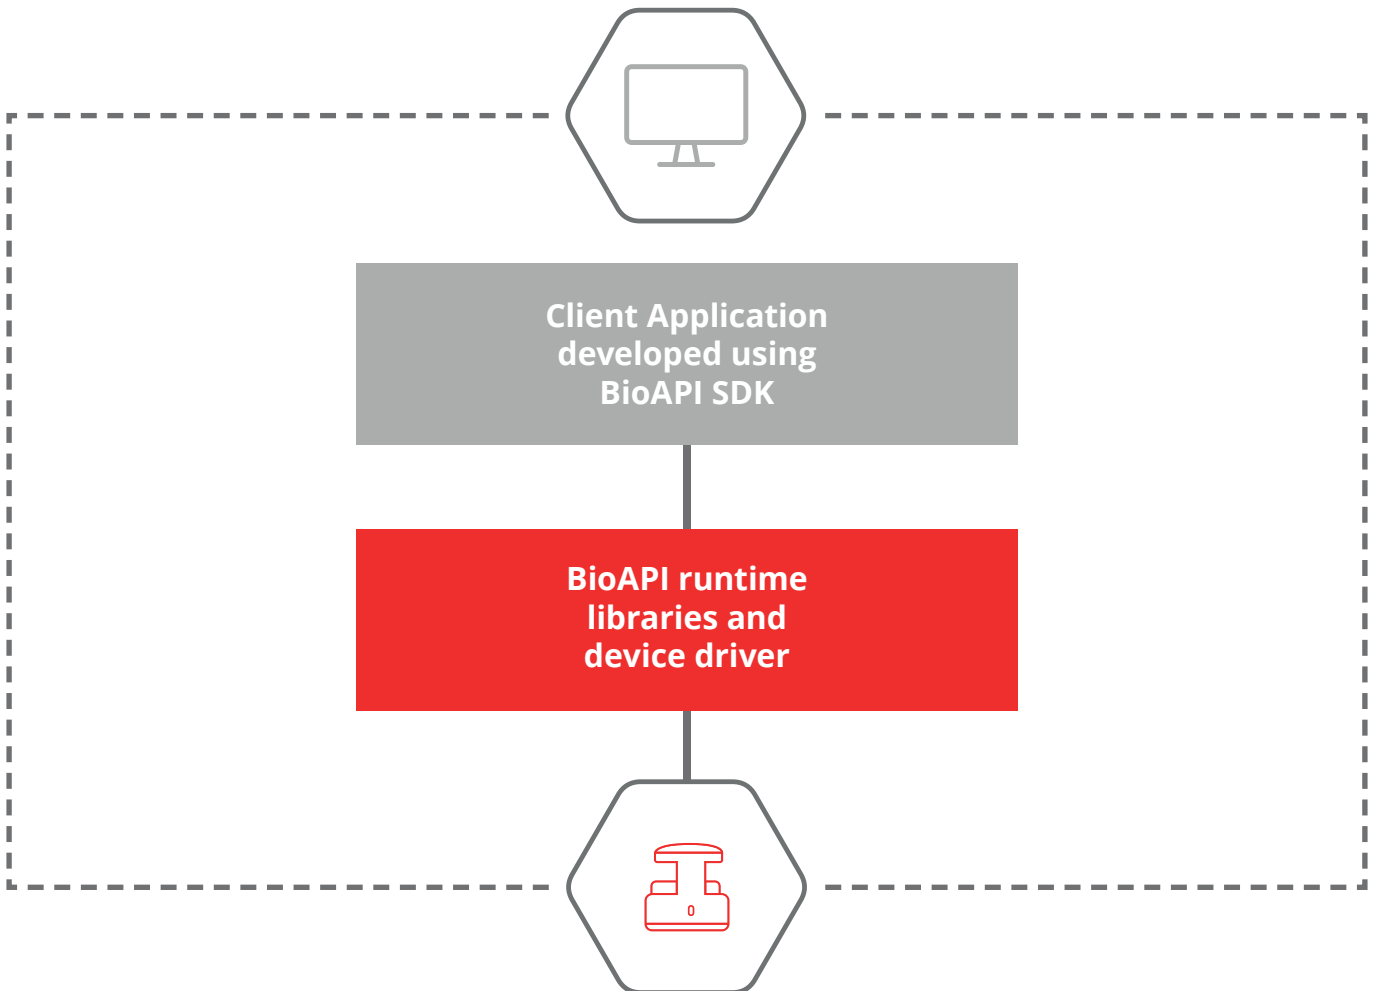 Client Application
developed using
BioAPI SDK
BioAPI runtime
libraries and
device driver